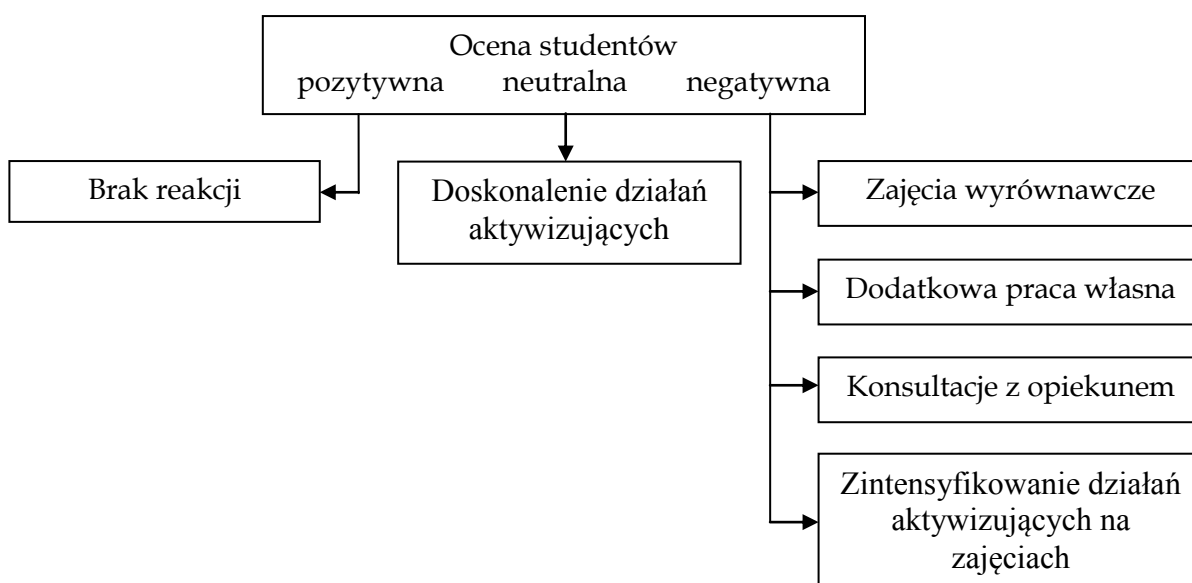 Ocena studentów
pozytywna neutralna negatywna
Brak reakcji
Doskonalenie działań
aktywizujących
Zajęcia wyrównawcze
Dodatkowa praca własna
Konsultacje z opiekunem
Zintensyfikowanie działań
aktywizujących na
zajęciach